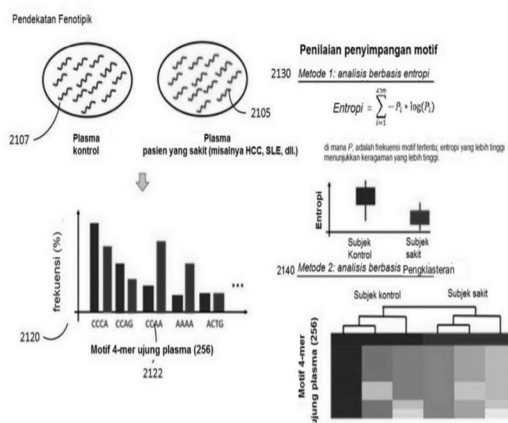 Pendekatan Fenotipik
2107
2105
Plasma
kontrol
Plasma
pasien yang sakit (misalnya HCC, SLE, dll.)
frekuensi (%)
2120
CCCA CCAG CCAA AAAA ACTG
...
Motif 4-mer ujung plasma (256)
2122
Penilaian penyimpangan motif
2130 Metode 1: analisis berbasis entropi
Entropi = ∑ −Pᵢ * log(Pᵢ)
i=1
di mana Pᵢ adalah frekuensi motif tertentu; entropi yang lebih tinggi
menunjukkan keragaman yang lebih tinggi.
Entropi
Subjek
Kontrol
Subjek
sakit
2140 Metode 2: analisis berbasis Pengklasteran
Subjek kontrol
Subjek sakit
Motif 4-mer
ujung plasma (256)